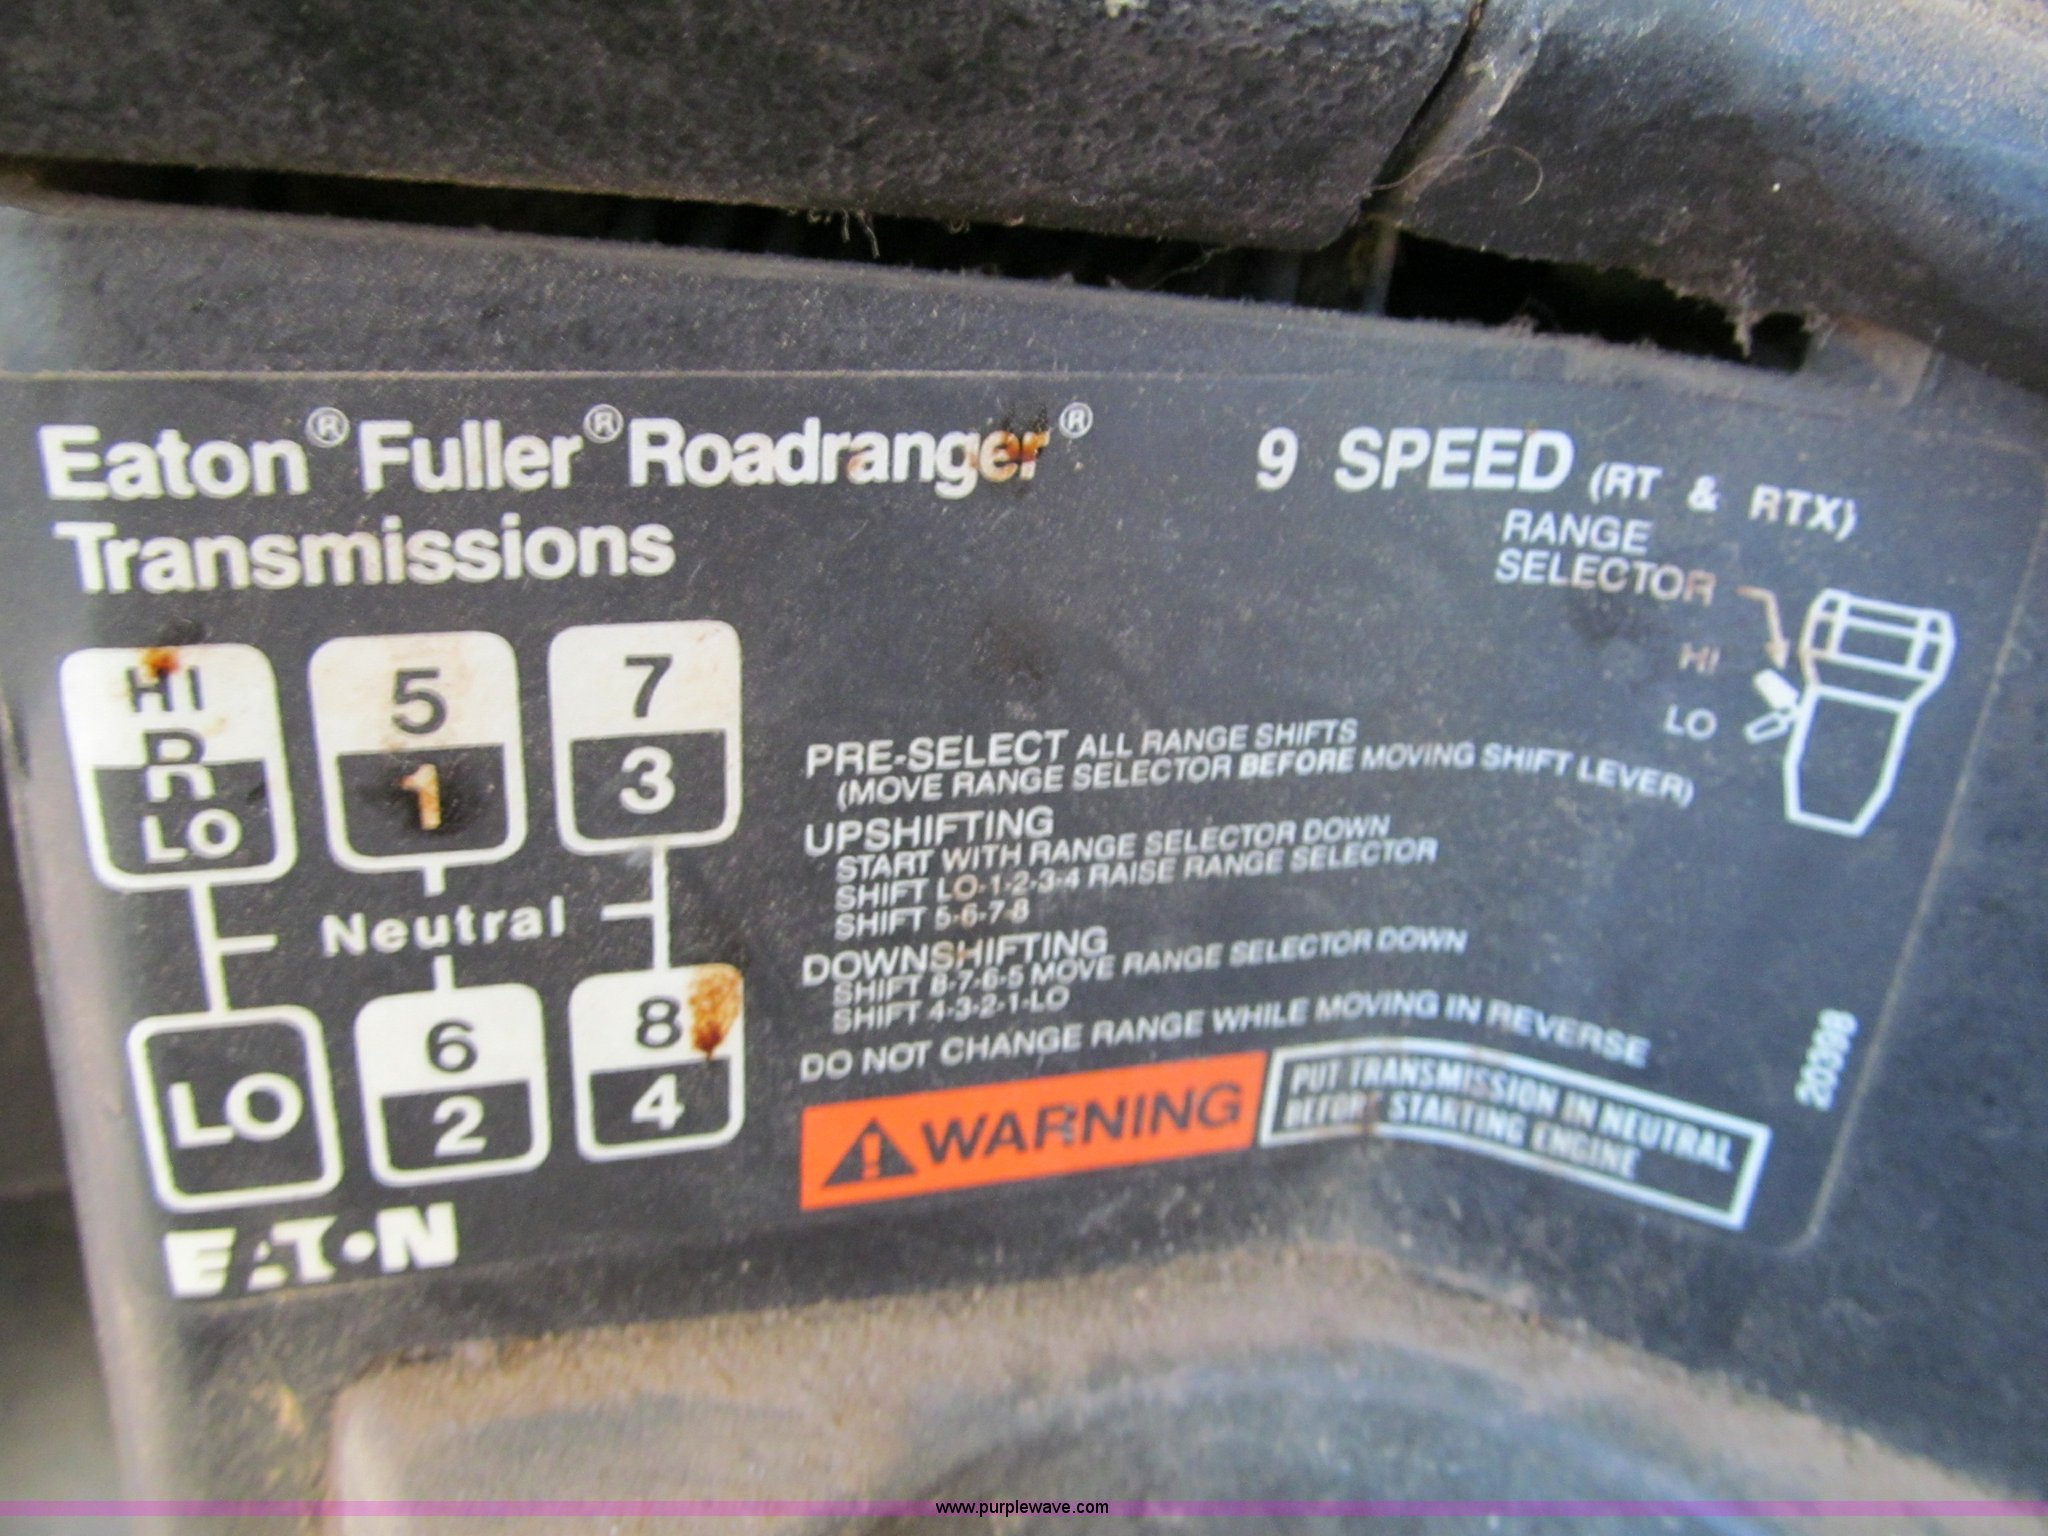 Eaton® Fuller® Roadranger®
Transmissions
9 SPEED (RT & RTX)
RANGE
SELECTOR
HI
LO
HI
R
R
LO
5
1
7
3
Neutral
LO
6
2
8
4
EATON
PRE-SELECT ALL RANGE SHIFTS
(MOVE RANGE SELECTOR BEFORE MOVING SHIFT LEVER)
UPSHIFTING
START WITH RANGE SELECTOR DOWN
SHIFT LO-1-2-3-4 RAISE RANGE SELECTOR
SHIFT 5-6-7-8
DOWNSHIFTING
SHIFT 8-7-6-5 MOVE RANGE SELECTOR DOWN
SHIFT 4-3-2-1-LO
DO NOT CHANGE RANGE WHILE MOVING IN REVERSE
WARNING
PUT TRANSMISSION IN NEUTRAL
BEFORE STARTING ENGINE
www.purplewave.com